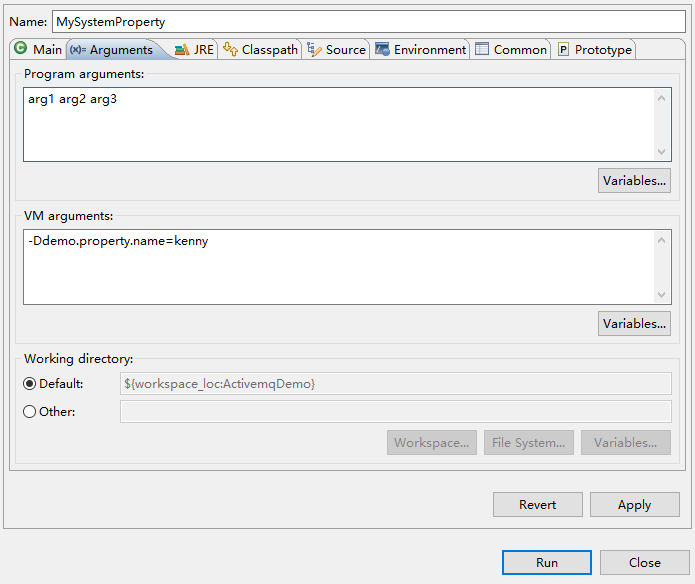 Name: MySystemProperty
Main (x)= Arguments JRE Classpath Source Environment Common Prototype
Program arguments:
arg1 arg2 arg3
Variables...
VM arguments:
-Ddemo.property.name=kenny
Variables...
Working directory:
Default: ${workspace_loc:ActivemqDemo}
Other:
Workspace... File System... Variables...
Revert Apply
Run Close